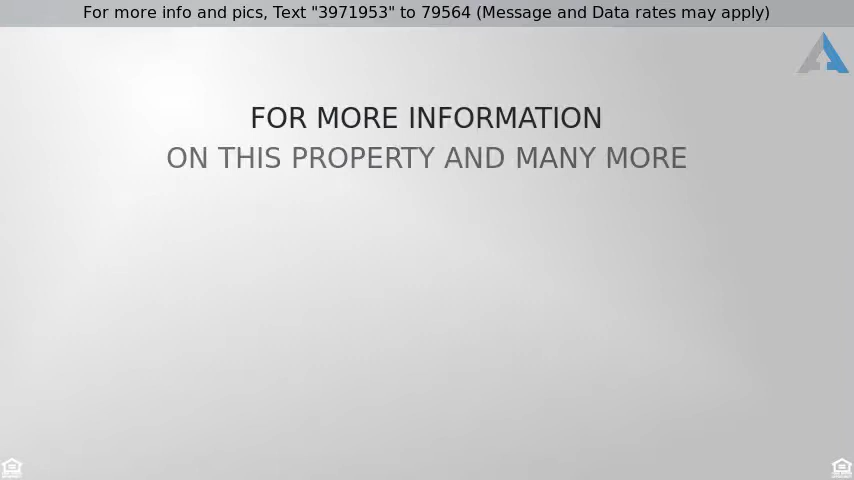 For more info and pics, Text "3971953" to 79564 (Message and Data rates may apply)
FOR MORE INFORMATION
ON THIS PROPERTY AND MANY MORE